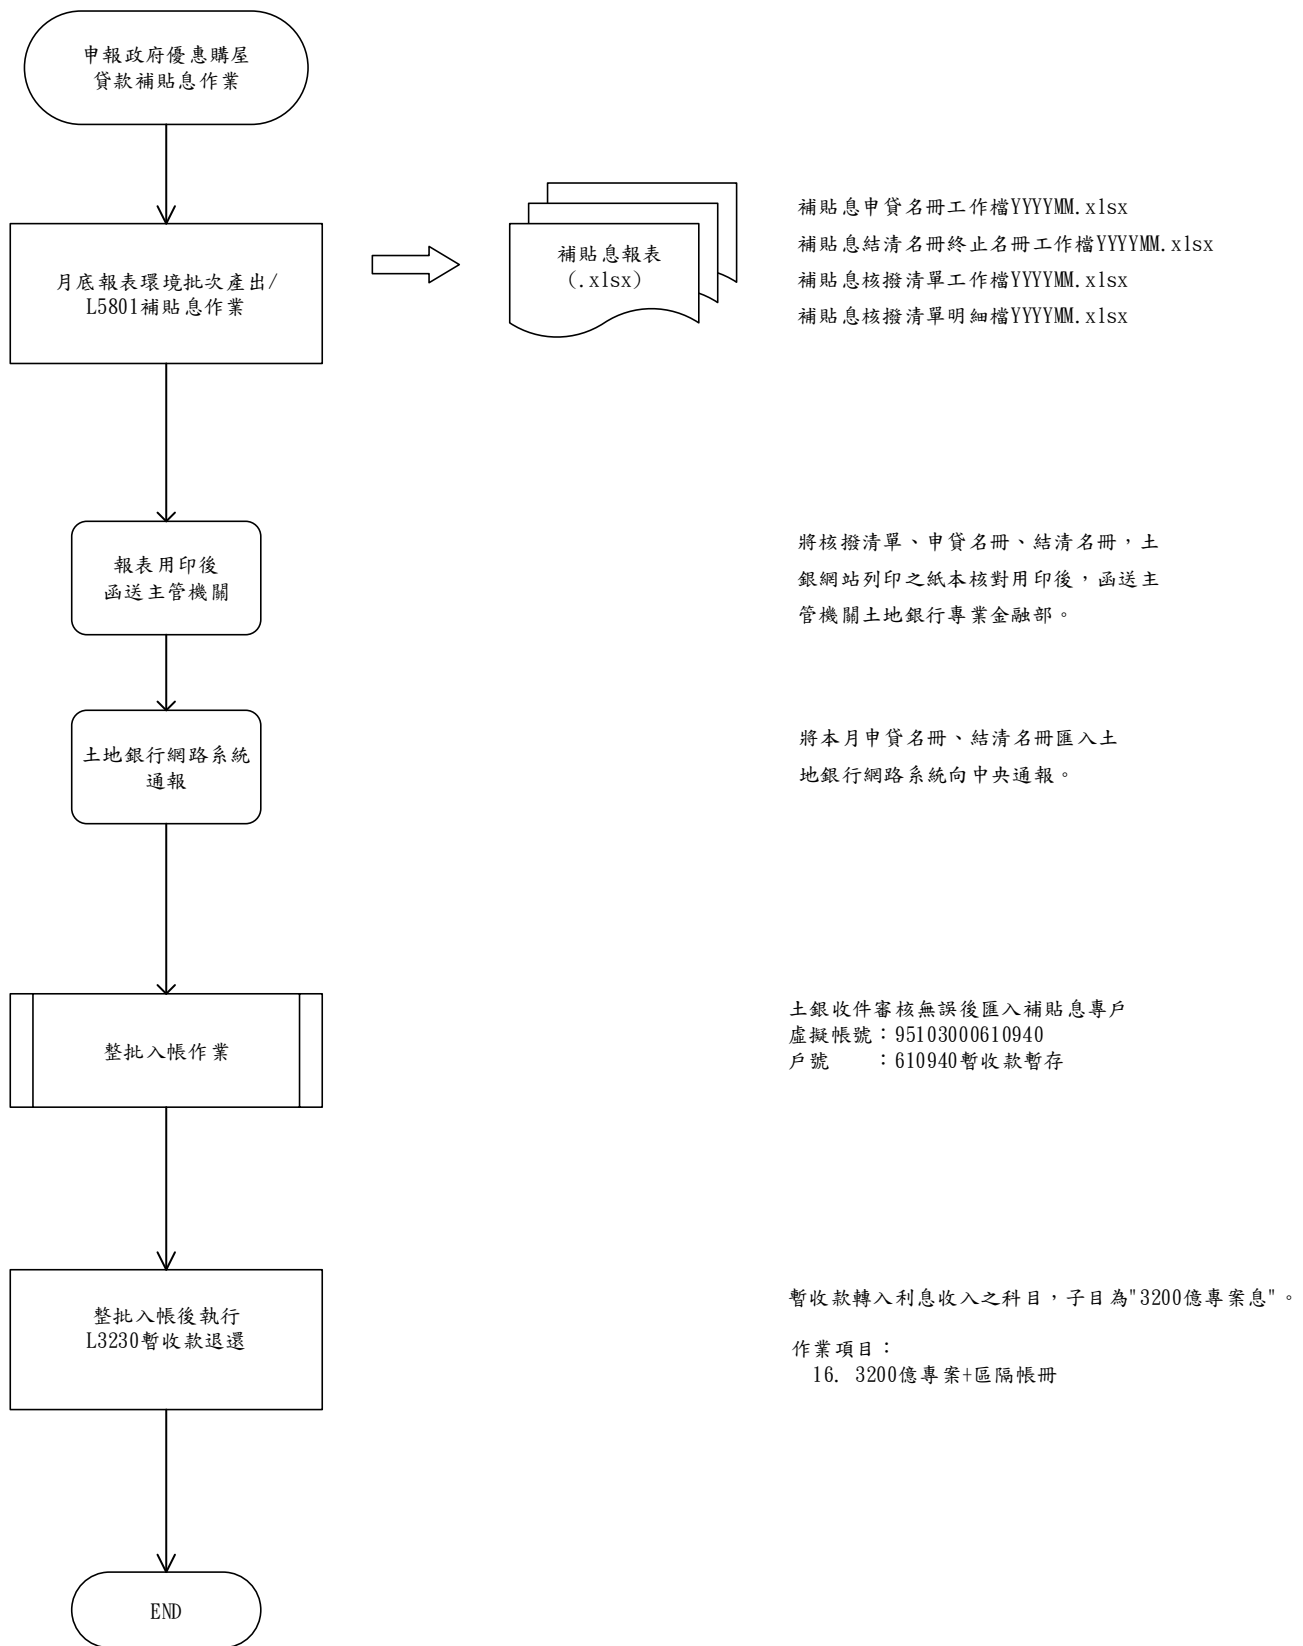 申報政府優惠購屋
貸款補貼息作業
月底報表環境批次產出/
L5801補貼息作業
補貼息報表
(.xlsx)
補貼息申貸名冊工作檔YYYYMM.xlsx
補貼息結清名冊終止名冊工作檔YYYYMM.xlsx
補貼息核撥清單工作檔YYYYMM.xlsx
補貼息核撥清單明細檔YYYYMM.xlsx
報表用印後
函送主管機關
將核撥清單、申貸名冊、結清名冊，土
銀網站列印之紙本核對用印後，函送主
管機關土地銀行專業金融部。
土地銀行網路系統
通報
將本月申貸名冊、結清名冊匯入土
地銀行網路系統向中央通報。
整批入帳作業
土銀收件審核無誤後匯入補貼息專戶
虛擬帳號：95103000610940
戶號　　：610940暫收款暫存
整批入帳後執行
L3230暫收款退還
暫收款轉入利息收入之科目，子目為"3200億專案息"。
作業項目：
16. 3200億專案+區隔帳冊
END